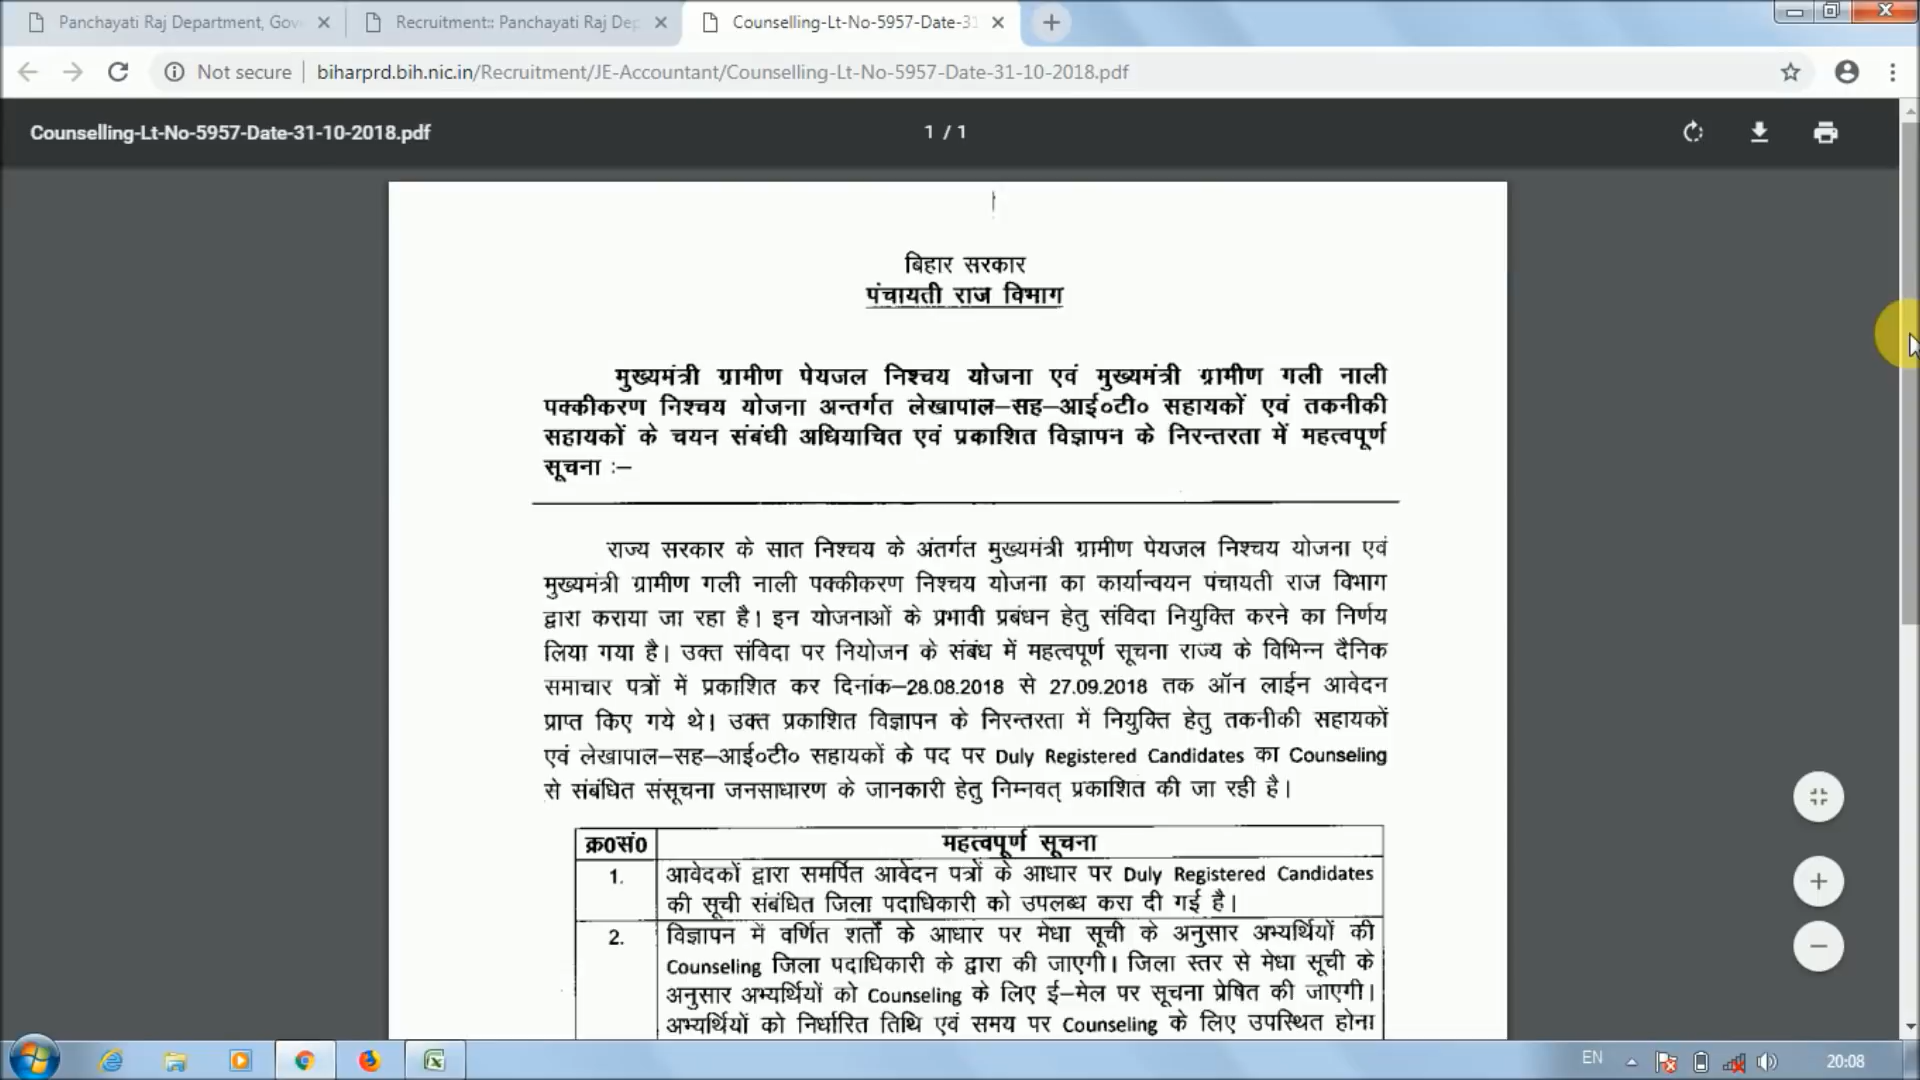 Panchayati Raj Department, Gov
Recruitment:: Panchayati Raj Dep
Counselling-Lt-No-5957-Date-31
Not secure
biharprd.bih.nic.in/Recruitment/JE-Accountant/Counselling-Lt-No-5957-Date-31-10-2018.pdf
Counselling-Lt-No-5957-Date-31-10-2018.pdf
1 / 1
बिहार सरकार
पंचायती राज विभाग
मुख्यमंत्री ग्रामीण पेयजल निश्चय योजना एवं मुख्यमंत्री ग्रामीण गली नाली
पक्कीकरण निश्चय योजना अन्तर्गत लेखापाल–सह–आई०टी० सहायकों एवं तकनीकी
सहायकों के चयन संबंधी अधियाचित एवं प्रकाशित विज्ञापन के निरन्तरता में महत्वपूर्ण
सूचना :–
राज्य सरकार के सात निश्चय के अंतर्गत मुख्यमंत्री ग्रामीण पेयजल निश्चय योजना एवं
मुख्यमंत्री ग्रामीण गली नाली पक्कीकरण निश्चय योजना का कार्यान्वयन पंचायती राज विभाग
द्वारा कराया जा रहा है। इन योजनाओं के प्रभावी प्रबंधन हेतु संविदा नियुक्ति करने का निर्णय
लिया गया है। उक्त संविदा पर नियोजन के संबंध में महत्वपूर्ण सूचना राज्य के विभिन्न दैनिक
समाचार पत्रों में प्रकाशित कर दिनांक–28.08.2018 से 27.09.2018 तक ऑन लाईन आवेदन
प्राप्त किए गये थे। उक्त प्रकाशित विज्ञापन के निरन्तरता में नियुक्ति हेतु तकनीकी सहायकों
एवं लेखापाल–सह–आई०टी० सहायकों के पद पर Duly Registered Candidates का Counseling
से संबंधित संसूचना जनसाधारण के जानकारी हेतु निम्नवत् प्रकाशित की जा रही है।
क्र0सं0 महत्वपूर्ण सूचना
1. आवेदकों द्वारा समर्पित आवेदन पत्रों के आधार पर Duly Registered Candidates
की सूची संबंधित जिला पदाधिकारी को उपलब्ध करा दी गई है।
2. विज्ञापन में वर्णित शर्तों के आधार पर मेधा सूची के अनुसार अभ्यर्थियों की
Counseling जिला पदाधिकारी के द्वारा की जाएगी। जिला स्तर से मेधा सूची के
अनुसार अभ्यर्थियों को Counseling के लिए ई–मेल पर सूचना प्रेषित की जाएगी।
अभ्यर्थियों को निर्धारित तिथि एवं समय पर Counseling के लिए उपस्थित होना
EN
20:08